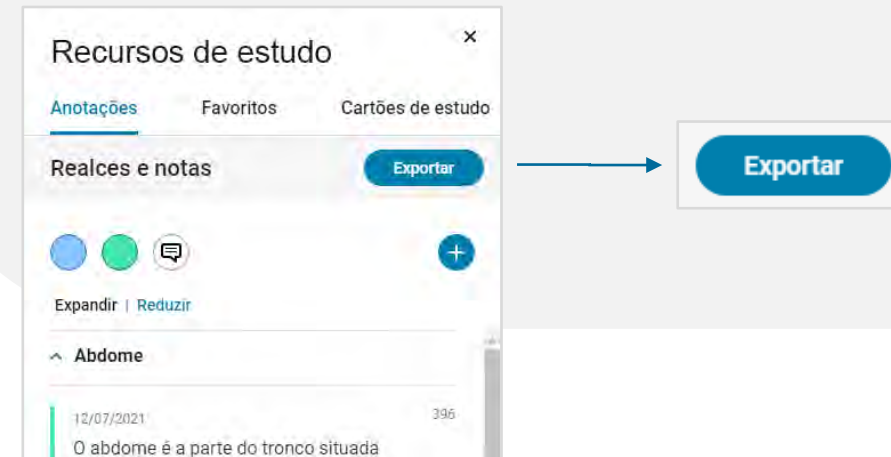 Recursos de estudo
×
Anotações Favoritos Cartões de estudo
Realces e notas Exportar
Exportar
+
Expandir | Reduzir
Abdome
12/07/2021 396
O abdome é a parte do tronco situada